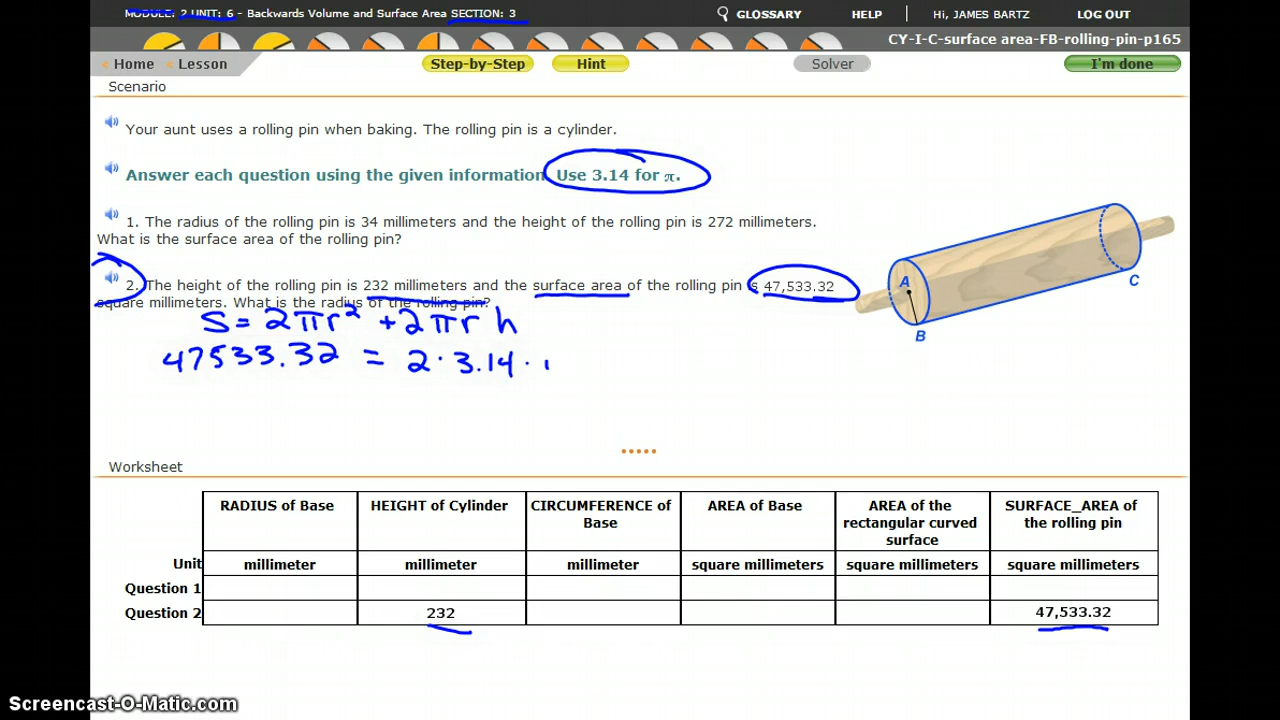 MODULE: 2 UNIT: 6 - Backwards Volume and Surface Area SECTION: 3
GLOSSARY
HELP
Hi, JAMES BARTZ
LOG OUT
CY-I-C-surface area-FB-rolling-pin-p165
Home
Lesson
Step-by-Step
Hint
Solver
I'm done
Scenario
Your aunt uses a rolling pin when baking. The rolling pin is a cylinder.
Answer each question using the given information. Use 3.14 for π.
1. The radius of the rolling pin is 34 millimeters and the height of the rolling pin is 272 millimeters.
What is the surface area of the rolling pin?
2. The height of the rolling pin is 232 millimeters and the surface area of the rolling pin is 47,533.32
square millimeters. What is the radius of the rolling pin?
S = 2πr² + 2πr h
47533.32 = 2 · 3.14 ·
A
B
C
Worksheet
RADIUS of Base
HEIGHT of Cylinder
CIRCUMFERENCE of
Base
AREA of Base
AREA of the
rectangular curved
surface
SURFACE_AREA of
the rolling pin
Unit millimeter millimeter millimeter square millimeters square millimeters square millimeters
Question 1
Question 2 232 47,533.32
Screencast-O-Matic.com